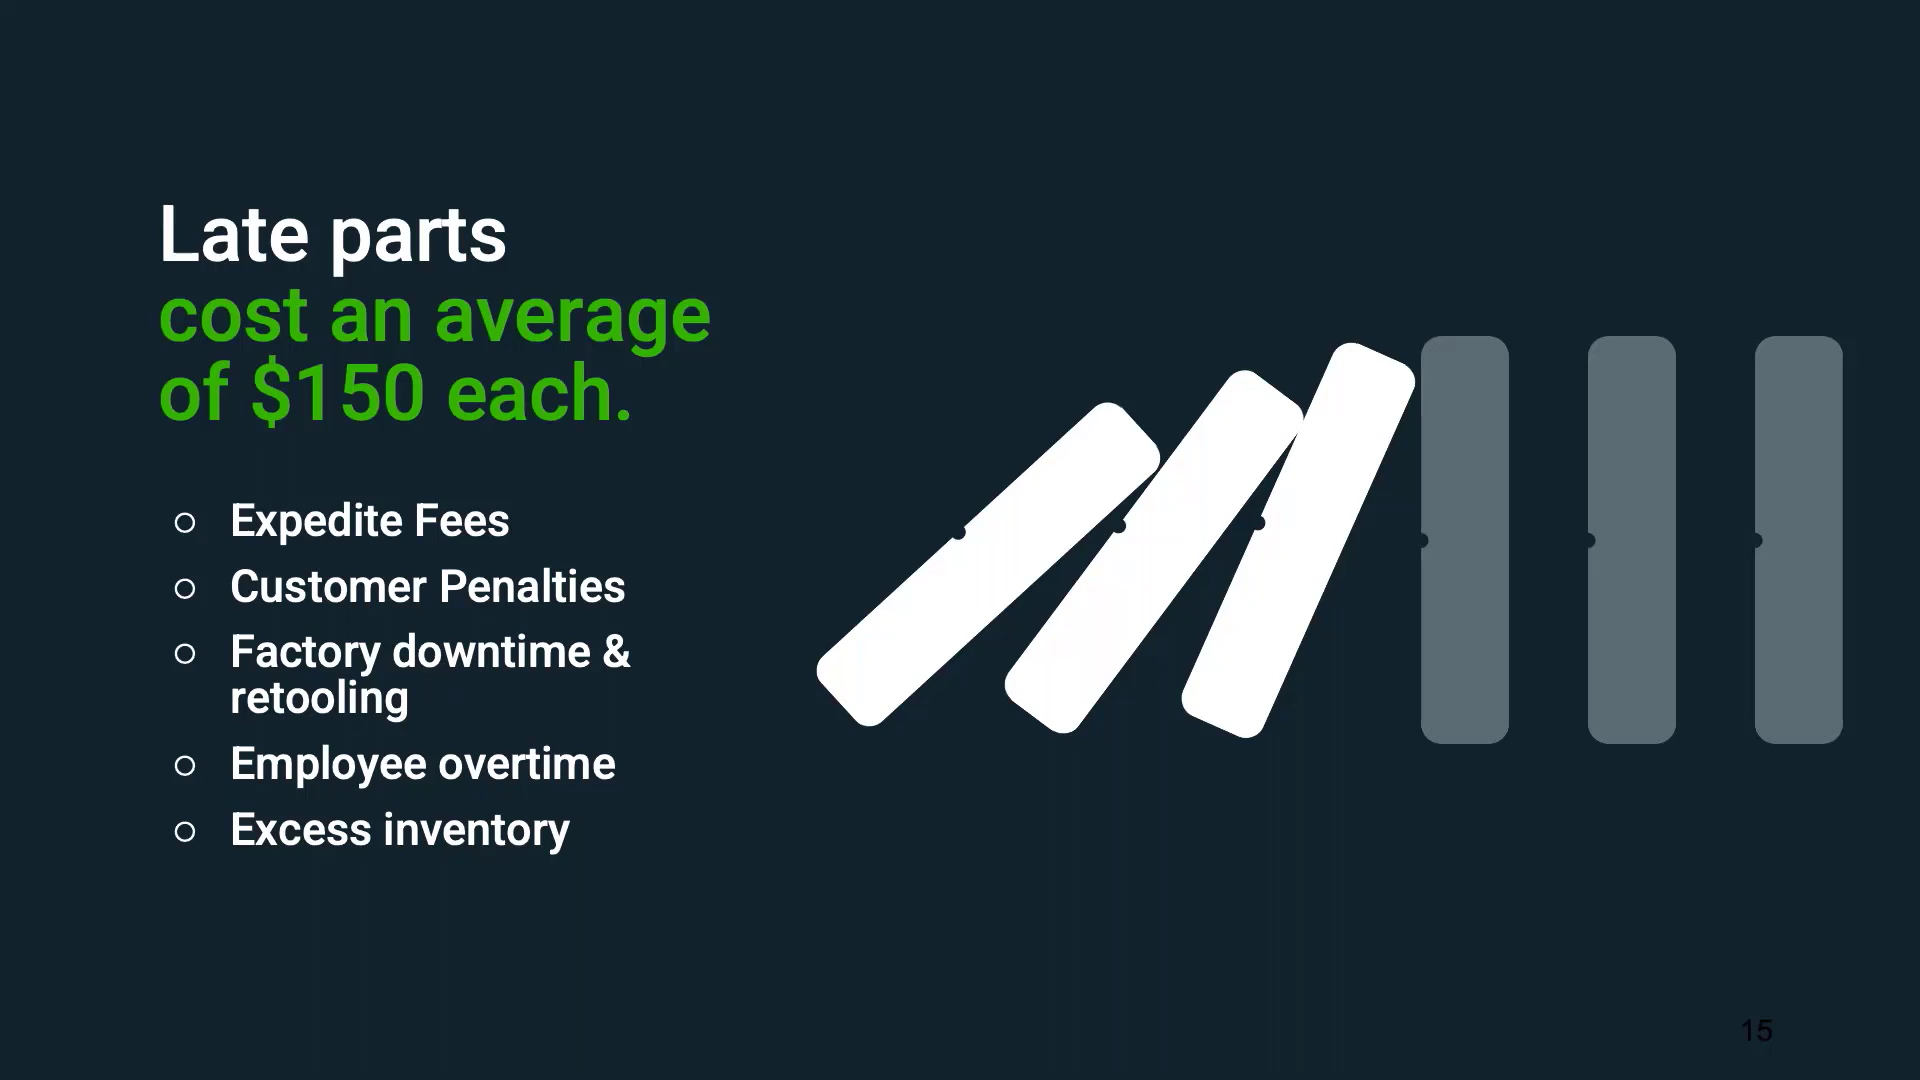 Late parts
cost an average
of $150 each.
○ Expedite Fees
○ Customer Penalties
○ Factory downtime &
retooling
○ Employee overtime
○ Excess inventory
15